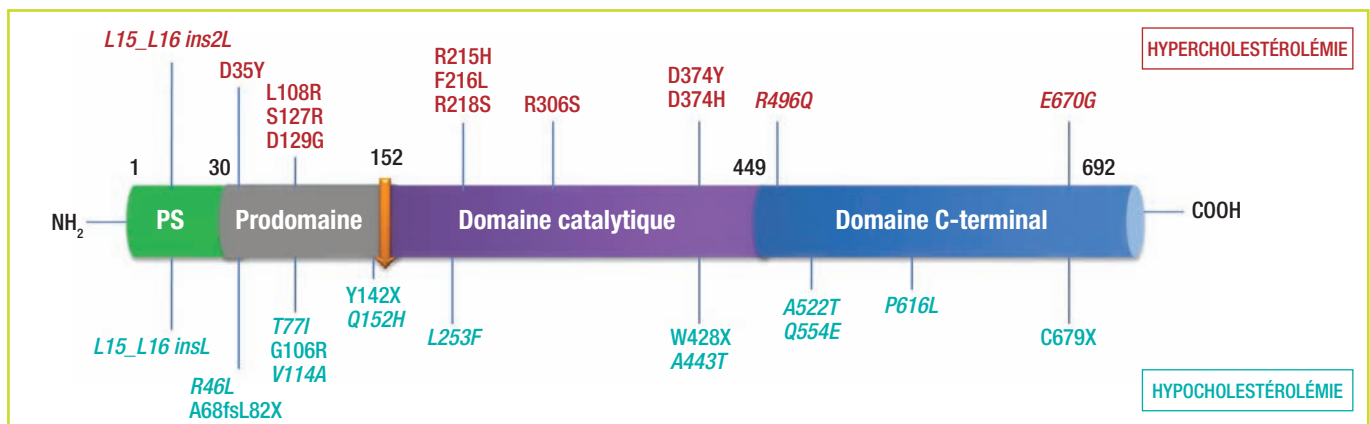 L15_L16 ins2L
HYPERCHOLESTÉROLÉMIE
D35Y
L108R
S127R
D129G
R215H
F216L
R218S
R306S
D374Y
D374H
R496Q
E670G
1
30
152
449
692
NH2
PS
Prodomaine
Domaine catalytique
Domaine C-terminal
COOH
L15_L16 insL
R46L
A68fsL82X
T77I
G106R
V114A
Y142X
Q152H
L253F
W428X
A443T
A522T
Q554E
P616L
C679X
HYPOCHOLESTÉROLÉMIE